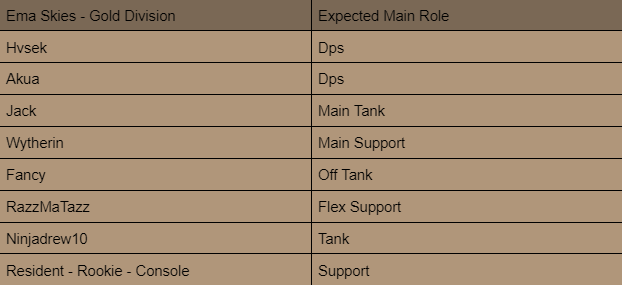 Ema Skies - Gold Division Expected Main Role
Hvsek Dps
Akua Dps
Jack Main Tank
Wytherin Main Support
Fancy Off Tank
RazzMaTazz Flex Support
Ninjadrew10 Tank
Resident - Rookie - Console Support